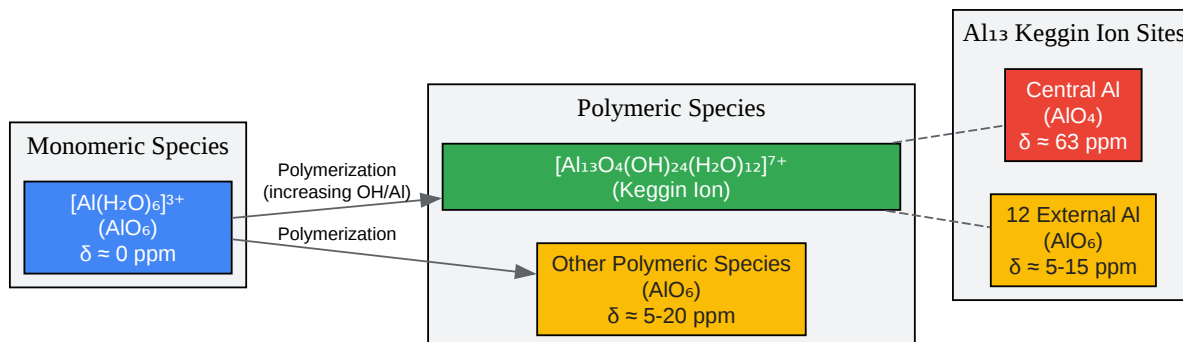 Monomeric Species
[Al(H₂O)₆]³⁺
(AlO₆)
δ ≈ 0 ppm
Polymerization
(increasing OH/Al)
Polymerization
Polymeric Species
[Al₁₃O₄(OH)₂₄(H₂O)₁₂]⁷⁺
(Keggin Ion)
Other Polymeric Species
(AlO₆)
δ ≈ 5-20 ppm
Al₁₃ Keggin Ion Sites
Central Al
(AlO₄)
δ ≈ 63 ppm
12 External Al
(AlO₆)
δ ≈ 5-15 ppm